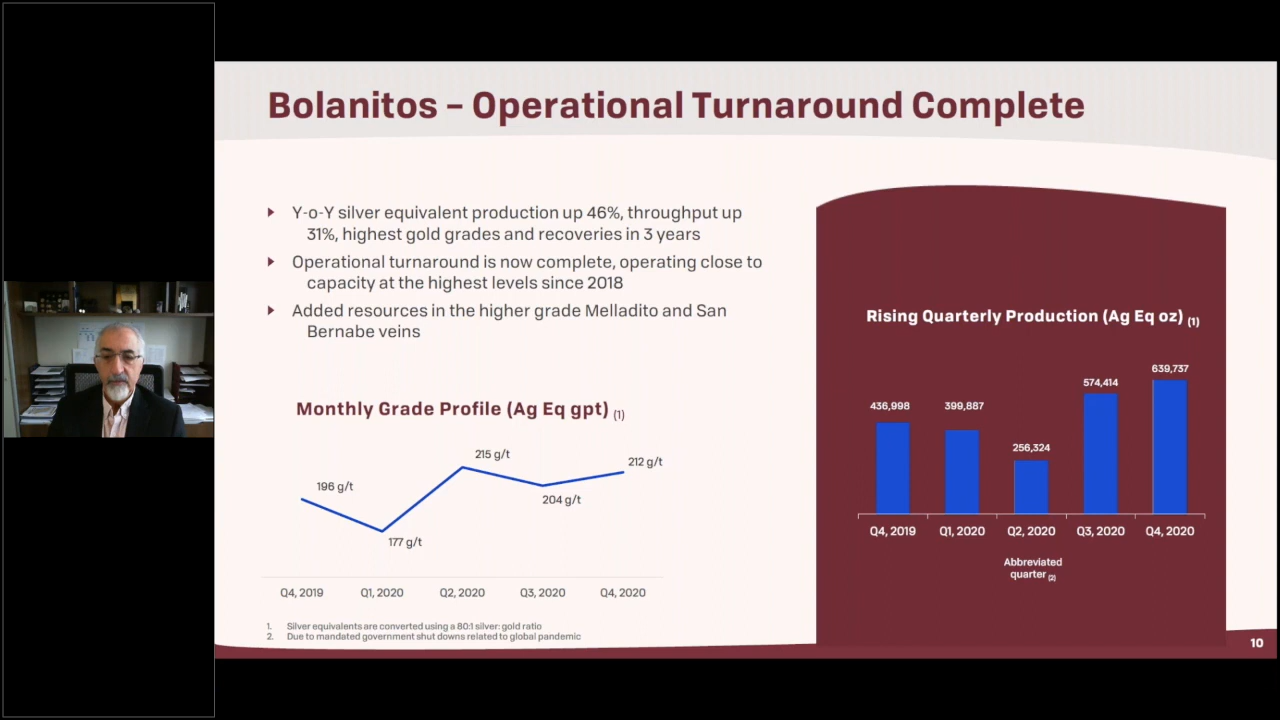 Bolanitos – Operational Turnaround Complete
Y-o-Y silver equivalent production up 46%, throughput up
31%, highest gold grades and recoveries in 3 years
Operational turnaround is now complete, operating close to
capacity at the highest levels since 2018
Added resources in the higher grade Melladito and San
Bernabe veins
Monthly Grade Profile (Ag Eq gpt) (1)
196 g/t
177 g/t
215 g/t
204 g/t
212 g/t
Q4, 2019
Q1, 2020
Q2, 2020
Q3, 2020
Q4, 2020
1. Silver equivalents are converted using a 80:1 silver: gold ratio
2. Due to mandated government shut downs related to global pandemic
Rising Quarterly Production (Ag Eq oz) (1)
436,998
399,887
256,324
574,414
639,737
Q4, 2019
Q1, 2020
Q2, 2020
Q3, 2020
Q4, 2020
Abbreviated
quarter (2)
10